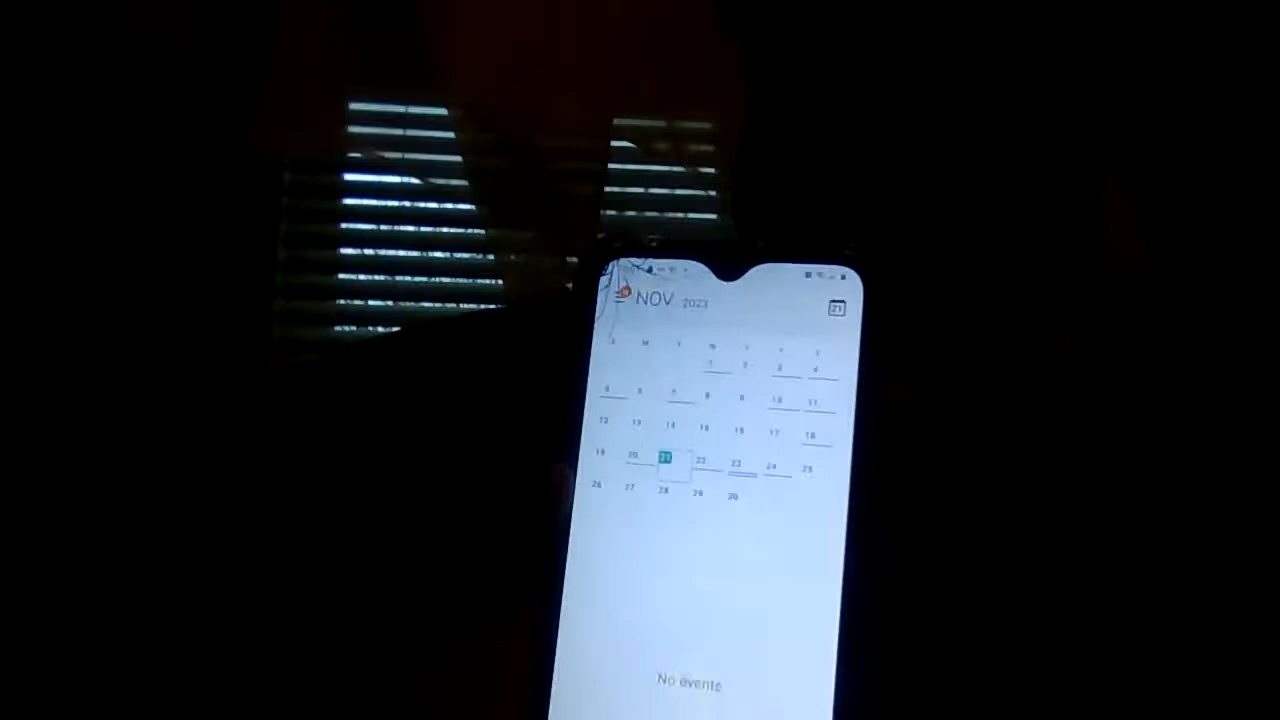 NOV 2023 21
S M T W T F S
1 2 3 4
5 6 7 8 9 10 11
12 13 14 15 16 17 18
19 20 21 22 23 24 25
26 27 28 29 30
No events